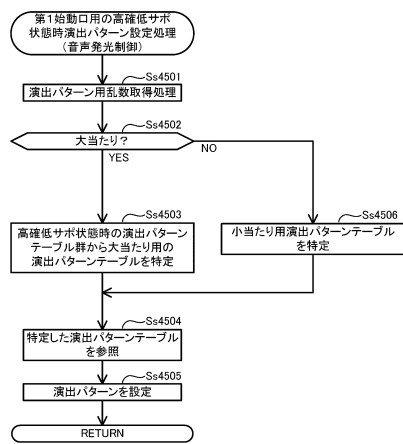 第1始動口用の高確低サポ
状態時演出パターン設定処理
(音声発光制御)
Ss4501
演出パターン用乱数取得処理
Ss4502
大当たり?
NO
YES
Ss4503
高確低サポ状態時の演出パターン
テーブル群から大当たり用の
演出パターンテーブルを特定
Ss4506
小当たり用演出パターンテーブル
を特定
Ss4504
特定した演出パターンテーブル
を参照
Ss4505
演出パターンを設定
RETURN